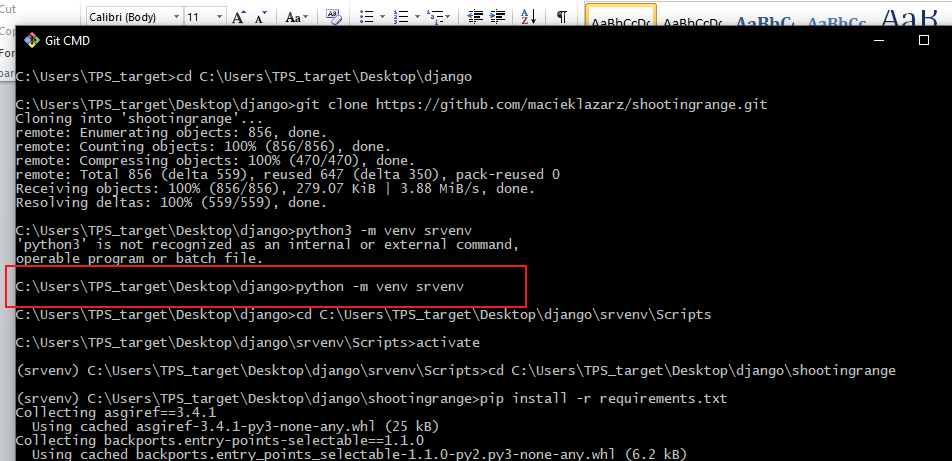 Calibri (Body) 11 Aa
AaBbCcDc AaBbCcDc AaBbC AaBbCc AaB
Git CMD
C:\Users\TPS_target>cd C:\Users\TPS_target\Desktop\django
C:\Users\TPS_target\Desktop\django>git clone https://github.com/macieklazarz/shootingrange.git
Cloning into 'shootingrange'...
remote: Enumerating objects: 856, done.
remote: Counting objects: 100% (856/856), done.
remote: Compressing objects: 100% (470/470), done.
remote: Total 856 (delta 559), reused 647 (delta 350), pack-reused 0
Receiving objects: 100% (856/856), 279.07 KiB | 3.88 MiB/s, done.
Resolving deltas: 100% (559/559), done.
C:\Users\TPS_target\Desktop\django>python3 -m venv srvenv
'python3' is not recognized as an internal or external command,
operable program or batch file.
C:\Users\TPS_target\Desktop\django>python -m venv srvenv
C:\Users\TPS_target\Desktop\django>cd C:\Users\TPS_target\Desktop\django\srvenv\Scripts
C:\Users\TPS_target\Desktop\django\srvenv\Scripts>activate
(srvenv) C:\Users\TPS_target\Desktop\django\srvenv\Scripts>cd C:\Users\TPS_target\Desktop\django\shootingrange
(srvenv) C:\Users\TPS_target\Desktop\django\shootingrange>pip install -r requirements.txt
Collecting asgiref==3.4.1
Using cached asgiref-3.4.1-py3-none-any.whl (25 kB)
Collecting backports.entry-points-selectable==1.1.0
Using cached backports.entry_points_selectable-1.1.0-py2.py3-none-any.whl (6.2 kB)